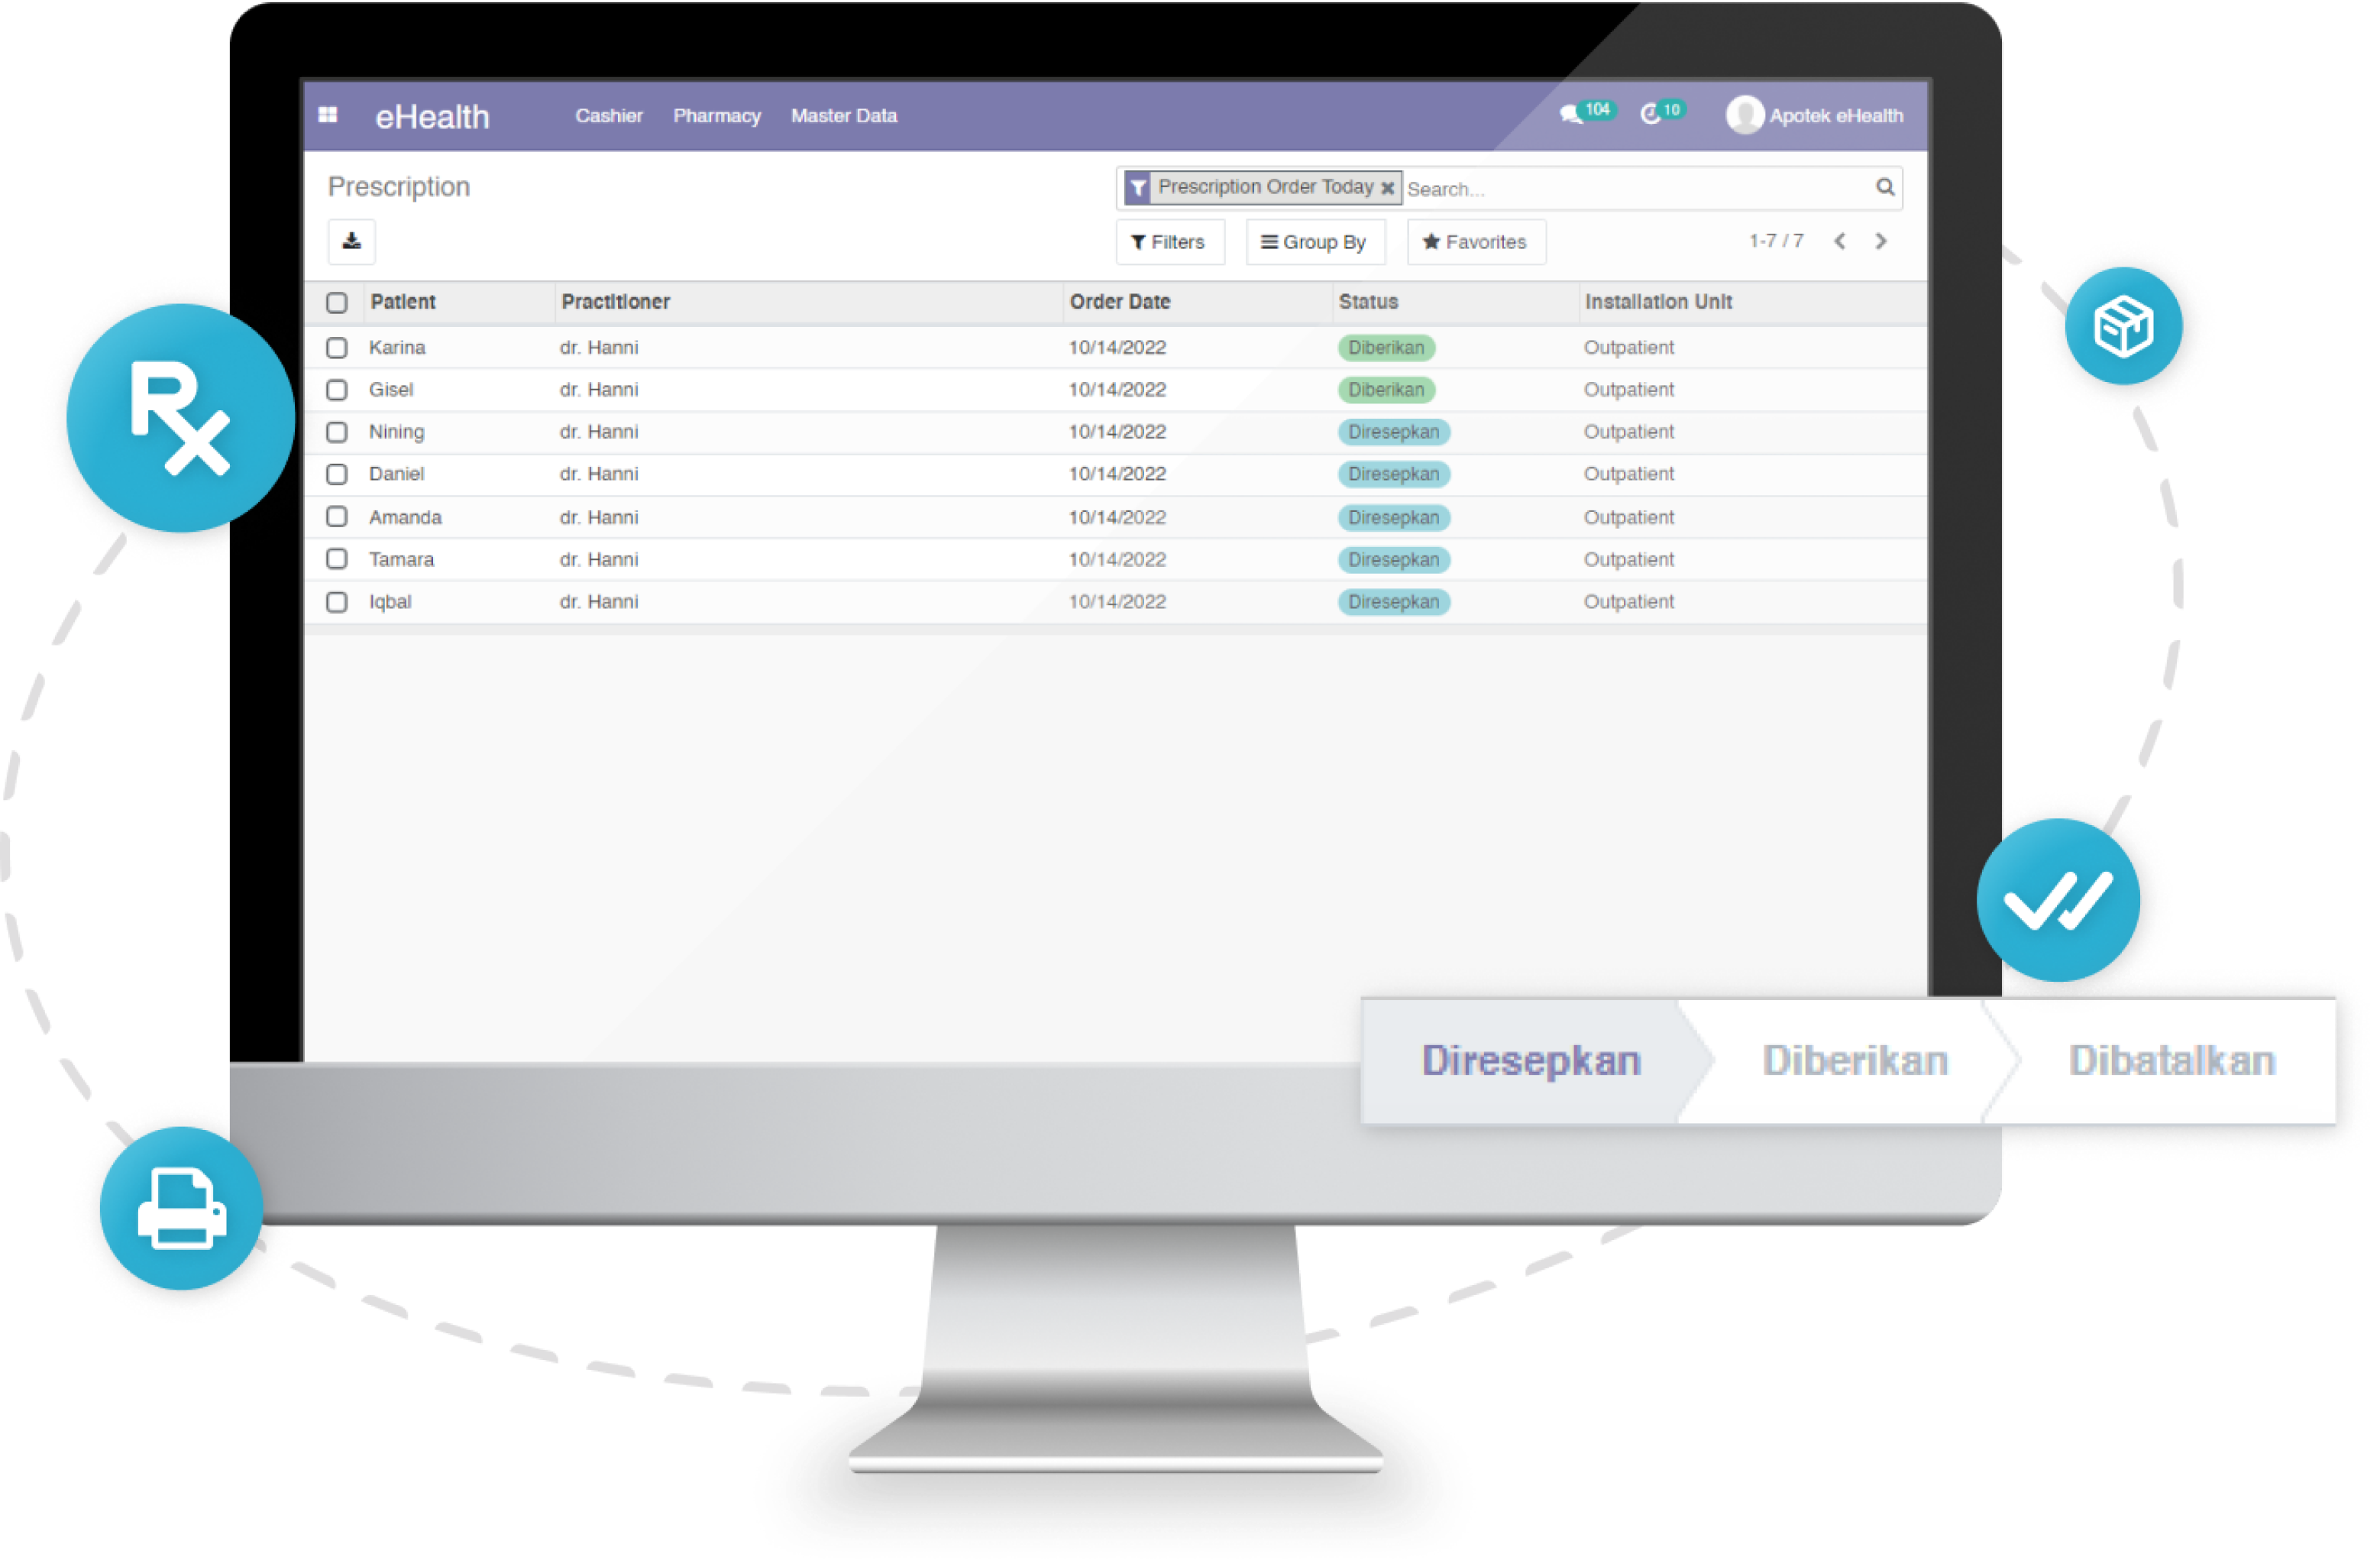 eHealth Cashier Pharmacy Master Data 104 10 Apotek eHealth
Prescription Prescription Order Today Search...
Filters Group By Favorites 1-7 / 7
Patient Practitioner Order Date Status Installation Unit
Karina dr. Hanni 10/14/2022 Diberikan Outpatient
Gisel dr. Hanni 10/14/2022 Diberikan Outpatient
Nining dr. Hanni 10/14/2022 Diresepkan Outpatient
Daniel dr. Hanni 10/14/2022 Diresepkan Outpatient
Amanda dr. Hanni 10/14/2022 Diresepkan Outpatient
Tamara dr. Hanni 10/14/2022 Diresepkan Outpatient
Iqbal dr. Hanni 10/14/2022 Diresepkan Outpatient
Rx
Diresepkan Diberikan Dibatalkan